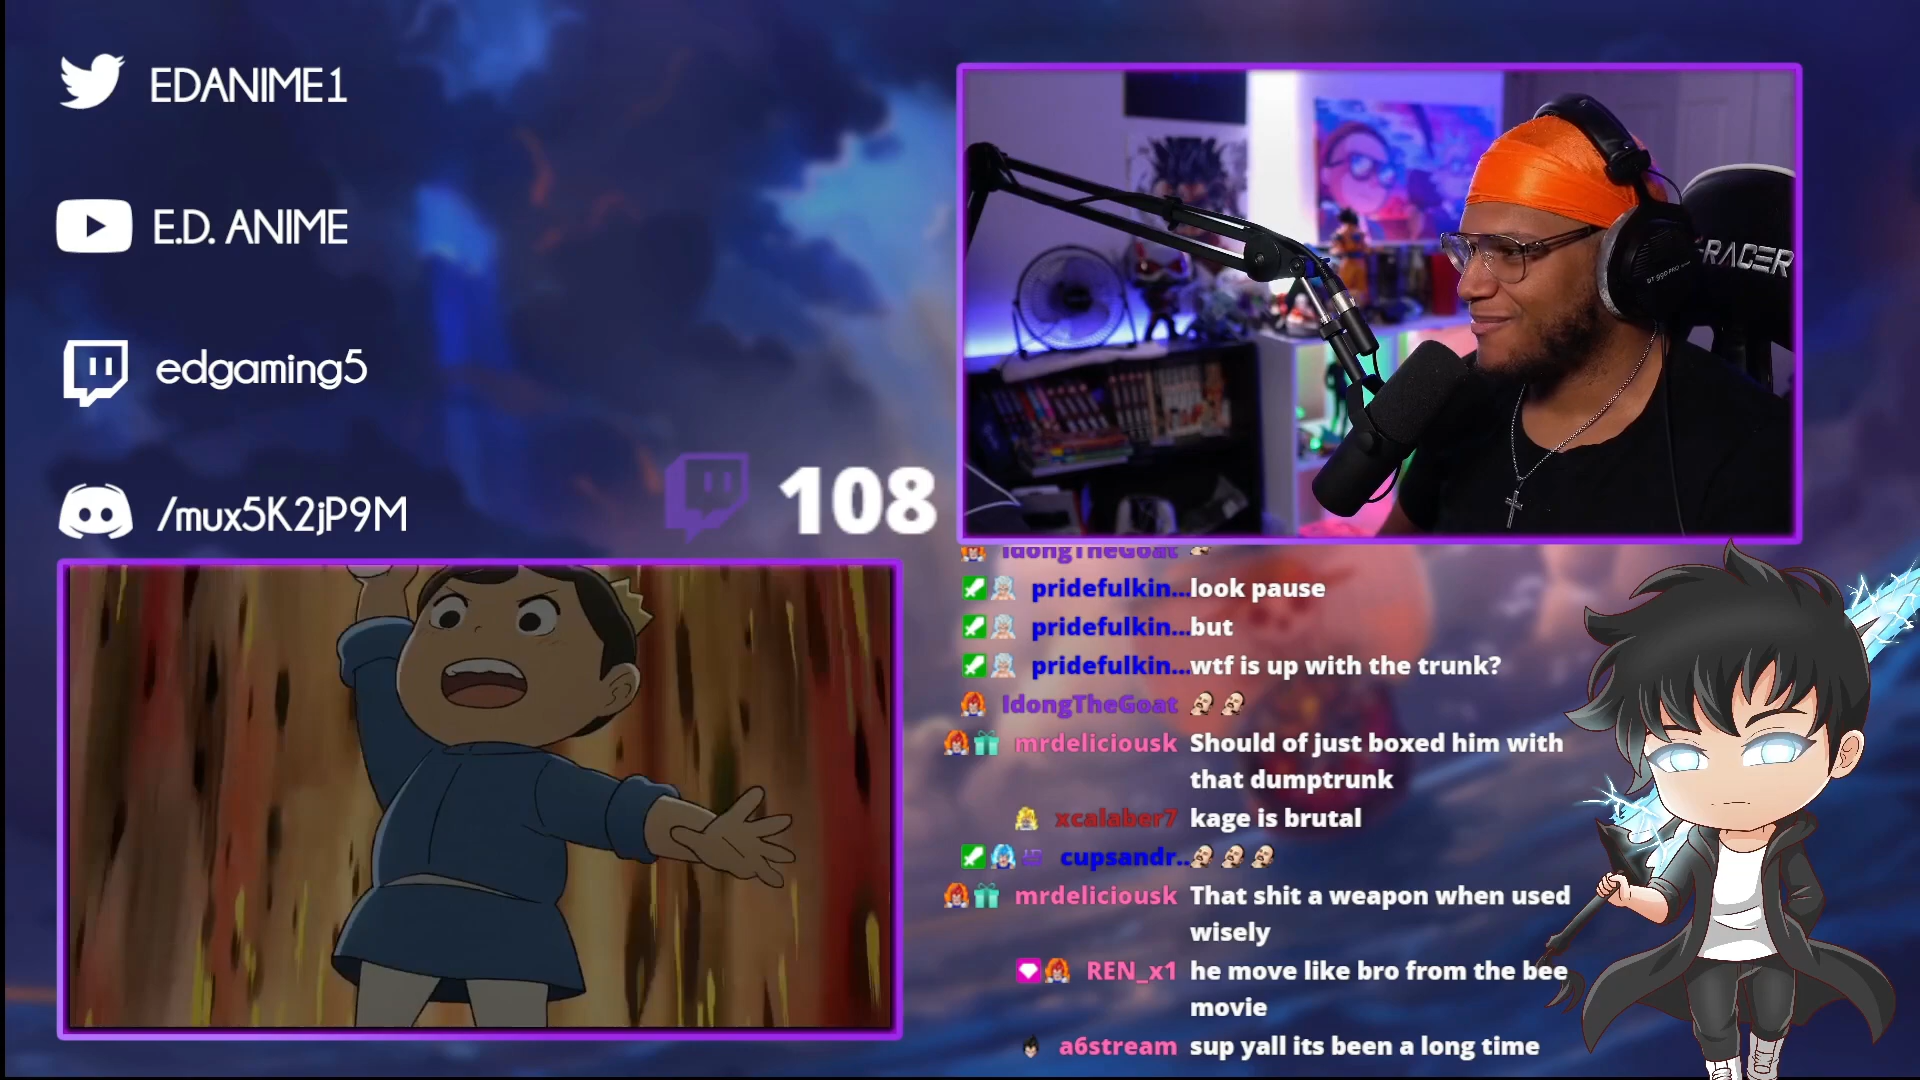 EDANIME1
E.D. ANIME
edgaming5
/mux5K2jP9M
108
-RACER
IdongTheGoat
pridefulkin...look pause
pridefulkin...but
pridefulkin...wtf is up with the trunk?
IdongTheGoat
mrdeliciousk Should of just boxed him with
that dumptrunk
xcalaber7 kage is brutal
cupsandr..
mrdeliciousk That shit a weapon when used
wisely
REN_x1 he move like bro from the bee
movie
a6stream sup yall its been a long time